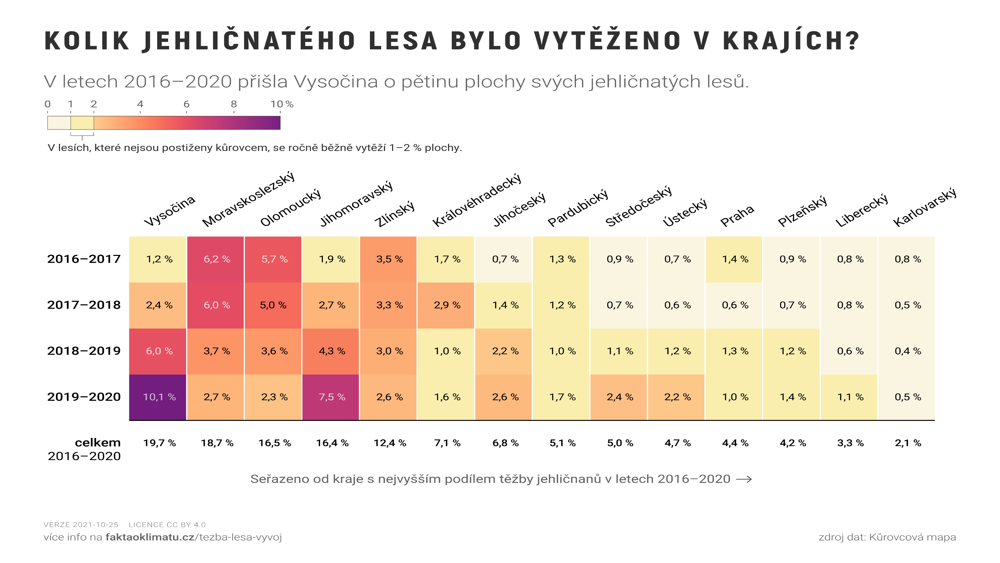 KOLIK JEHLIČNATÉHO LESA BYLO VYTĚŽENO V KRAJÍCH?
V letech 2016–2020 přišla Vysočina o pětinu plochy svých jehličnatých lesů.
0 1 2 4 6 8 10 %
V lesích, které nejsou postiženy kůrovcem, se ročně běžně vytěží 1–2 % plochy.
Vysočina Moravskoslezský Olomoucký Jihomoravský Zlínský Královéhradecký Jihočeský Pardubický Středočeský Ústecký Praha Plzeňský Liberecký Karlovarský
2016–2017 1,2 % 6,2 % 5,7 % 1,9 % 3,5 % 1,7 % 0,7 % 1,3 % 0,9 % 0,7 % 1,4 % 0,9 % 0,8 % 0,8 %
2017–2018 2,4 % 6,0 % 5,0 % 2,7 % 3,3 % 2,9 % 1,4 % 1,2 % 0,7 % 0,6 % 0,6 % 0,7 % 0,8 % 0,5 %
2018–2019 6,0 % 3,7 % 3,6 % 4,3 % 3,0 % 1,0 % 2,2 % 1,0 % 1,1 % 1,2 % 1,3 % 1,2 % 0,6 % 0,4 %
2019–2020 10,1 % 2,7 % 2,3 % 7,5 % 2,6 % 1,6 % 2,6 % 1,7 % 2,4 % 2,2 % 1,0 % 1,4 % 1,1 % 0,5 %
celkem 19,7 % 18,7 % 16,5 % 16,4 % 12,4 % 7,1 % 6,8 % 5,1 % 5,0 % 4,7 % 4,4 % 4,2 % 3,3 % 2,1 %
2016–2020
Seřazeno od kraje s nejvyšším podílem těžby jehličnanů v letech 2016–2020 →
VERZE 2021-10-25 LICENCE CC BY 4.0
více info na faktaoklimatu.cz/tezba-lesa-vyvoj
zdroj dat: Kůrovcová mapa